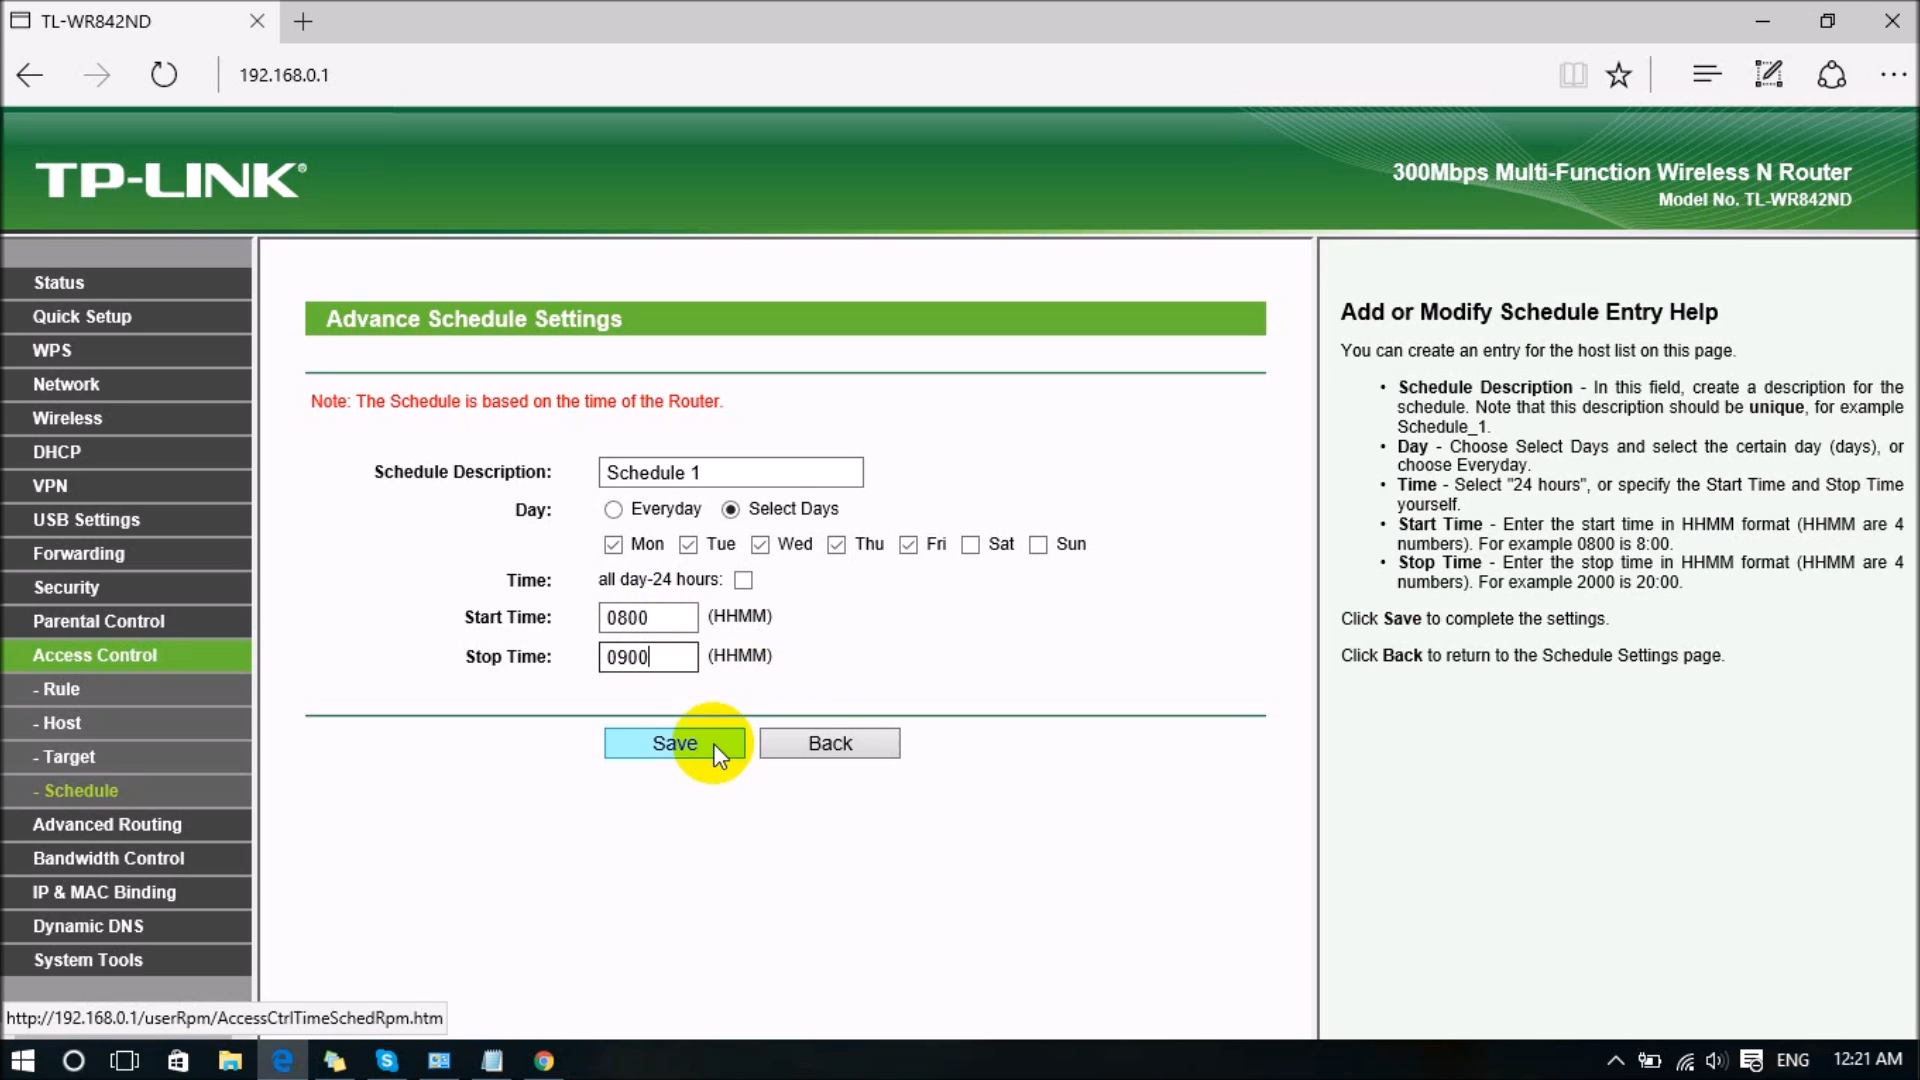 TL-WR842ND
192.168.0.1
TP-LINK®
300Mbps Multi-Function Wireless N Router
Model No. TL-WR842ND
Status
Quick Setup
WPS
Network
Wireless
DHCP
VPN
USB Settings
Forwarding
Security
Parental Control
Access Control
- Rule
- Host
- Target
- Schedule
Advanced Routing
Bandwidth Control
IP & MAC Binding
Dynamic DNS
System Tools
Advance Schedule Settings
Note: The Schedule is based on the time of the Router.
Schedule Description: Schedule 1
Day: Everyday Select Days
Mon Tue Wed Thu Fri Sat Sun
Time: all day-24 hours:
Start Time: 0800 (HHMM)
Stop Time: 0900 (HHMM)
Save Back
Add or Modify Schedule Entry Help
You can create an entry for the host list on this page.
• Schedule Description - In this field, create a description for the
schedule. Note that this description should be unique, for example
Schedule_1.
• Day - Choose Select Days and select the certain day (days), or
choose Everyday.
• Time - Select "24 hours", or specify the Start Time and Stop Time
yourself.
• Start Time - Enter the start time in HHMM format (HHMM are 4
numbers). For example 0800 is 8:00.
• Stop Time - Enter the stop time in HHMM format (HHMM are 4
numbers). For example 2000 is 20:00.
Click Save to complete the settings.
Click Back to return to the Schedule Settings page.
http://192.168.0.1/userRpm/AccessCtrlTimeSchedRpm.htm
ENG 12:21 AM